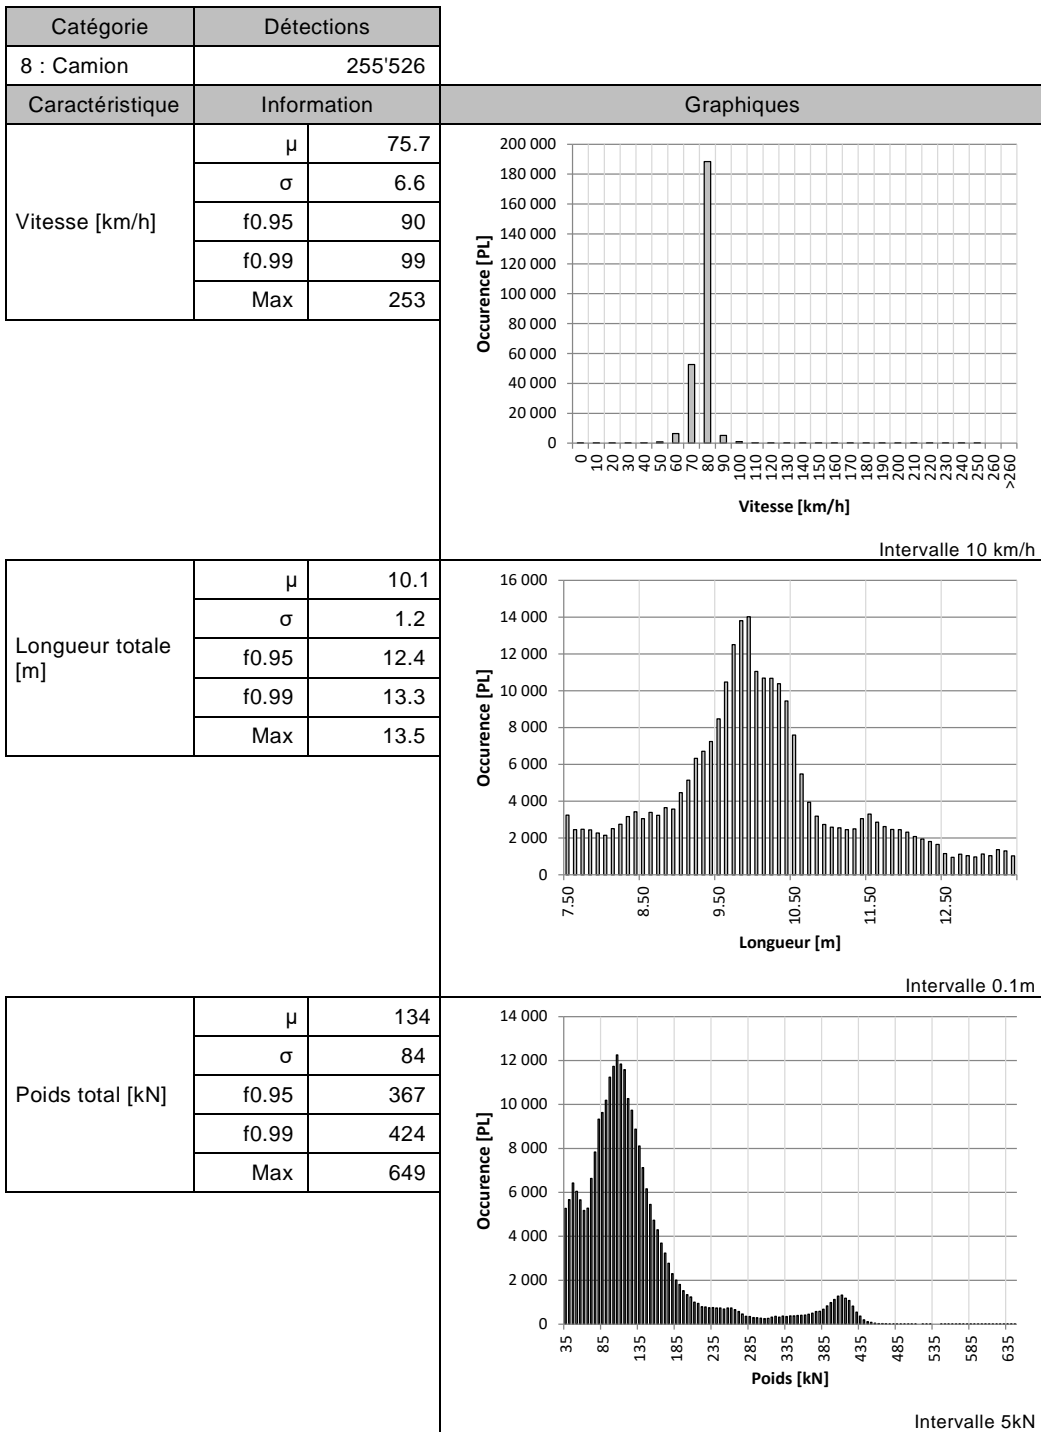 Catégorie Détections
8 : Camion 255'526
Caractéristique Information Graphiques
Vitesse [km/h]
µ 75.7
σ 6.6
f0.95 90
f0.99 99
Max 253
200 000
180 000
160 000
140 000
120 000
100 000
80 000
60 000
40 000
20 000
0
Occurence [PL]
0 10 20 30 40 50 60 70 80 90 100 110 120 130 140 150 160 170 180 190 200 210 220 230 240 250 260 >260
Vitesse [km/h]
Intervalle 10 km/h
Longueur totale
[m]
µ 10.1
σ 1.2
f0.95 12.4
f0.99 13.3
Max 13.5
16 000
14 000
12 000
10 000
8 000
6 000
4 000
2 000
0
Occurence [PL]
7.50 8.50 9.50 10.50 11.50 12.50
Longueur [m]
Intervalle 0.1m
Poids total [kN]
µ 134
σ 84
f0.95 367
f0.99 424
Max 649
14 000
12 000
10 000
8 000
6 000
4 000
2 000
0
Occurence [PL]
35 85 135 185 235 285 335 385 435 485 535 585 635
Poids [kN]
Intervalle 5kN